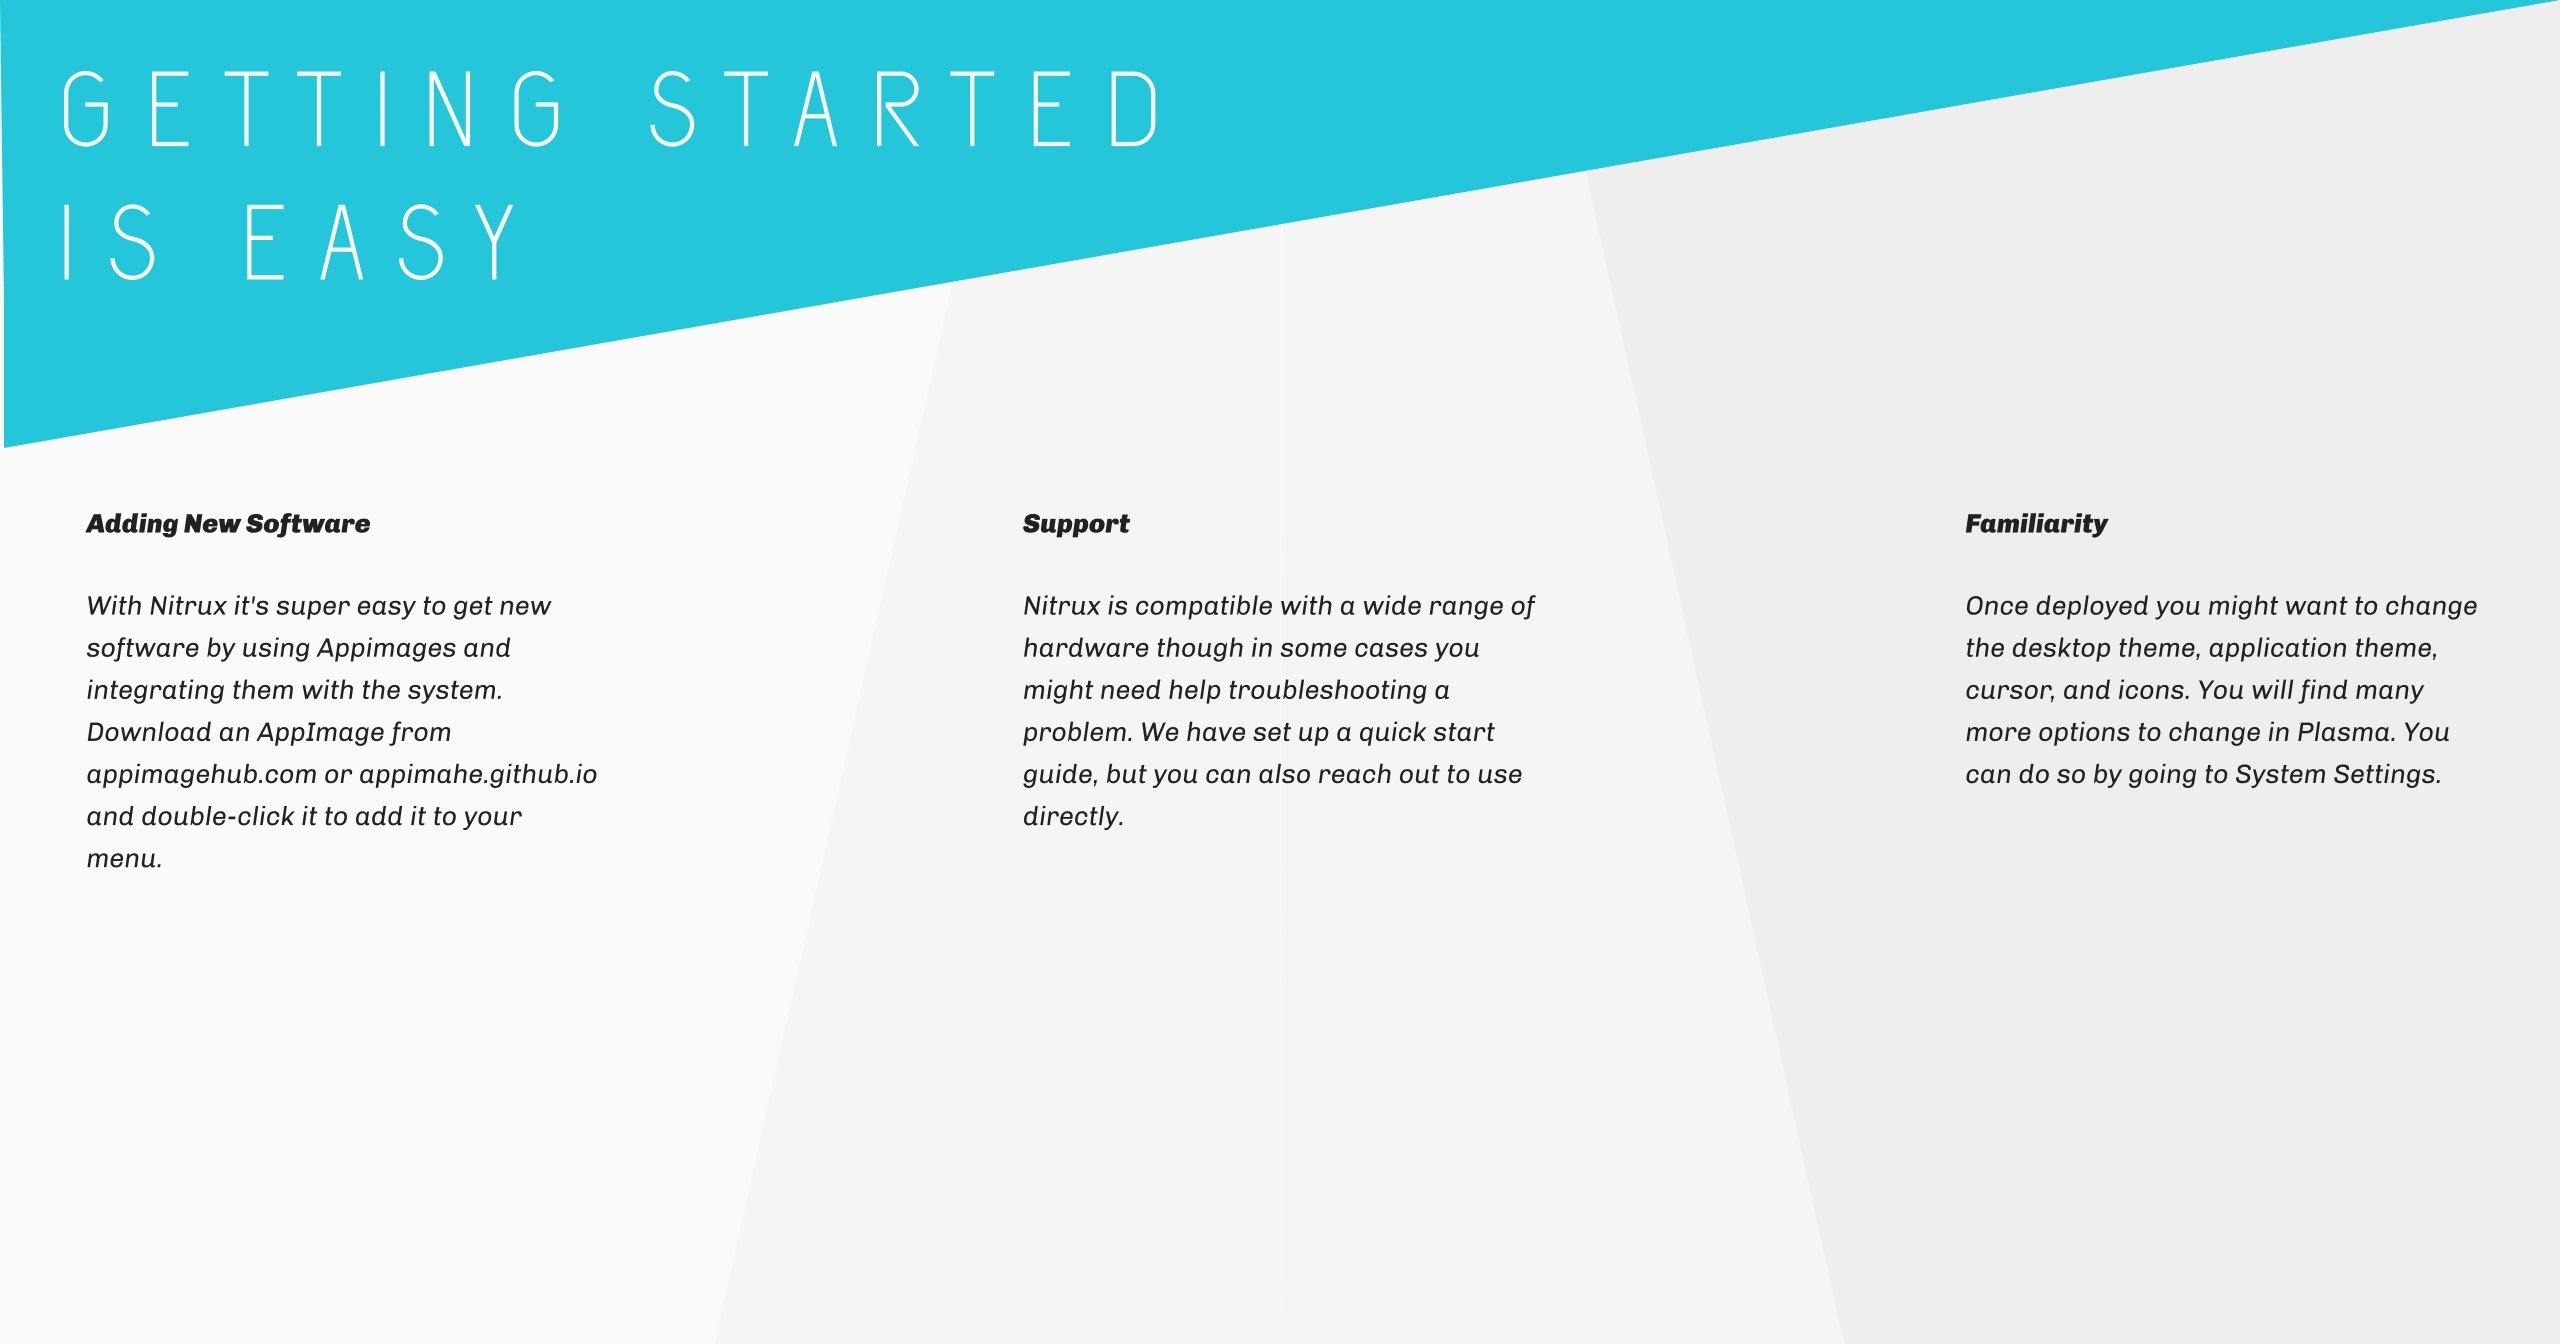 GETTING STARTED
IS EASY
Adding New Software
With Nitrux it's super easy to get new
software by using Appimages and
integrating them with the system.
Download an AppImage from
appimagehub.com or appimahe.github.io
and double-click it to add it to your
menu.
Support
Nitrux is compatible with a wide range of
hardware though in some cases you
might need help troubleshooting a
problem. We have set up a quick start
guide, but you can also reach out to use
directly.
Familiarity
Once deployed you might want to change
the desktop theme, application theme,
cursor, and icons. You will find many
more options to change in Plasma. You
can do so by going to System Settings.